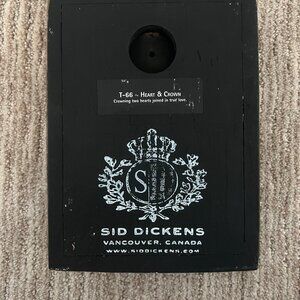 T-66 ~ Heart & Crown
Crowning two hearts joined in true love.
S
SID DICKENS
VANCOUVER, CANADA
WWW.SIDDICKENS.COM